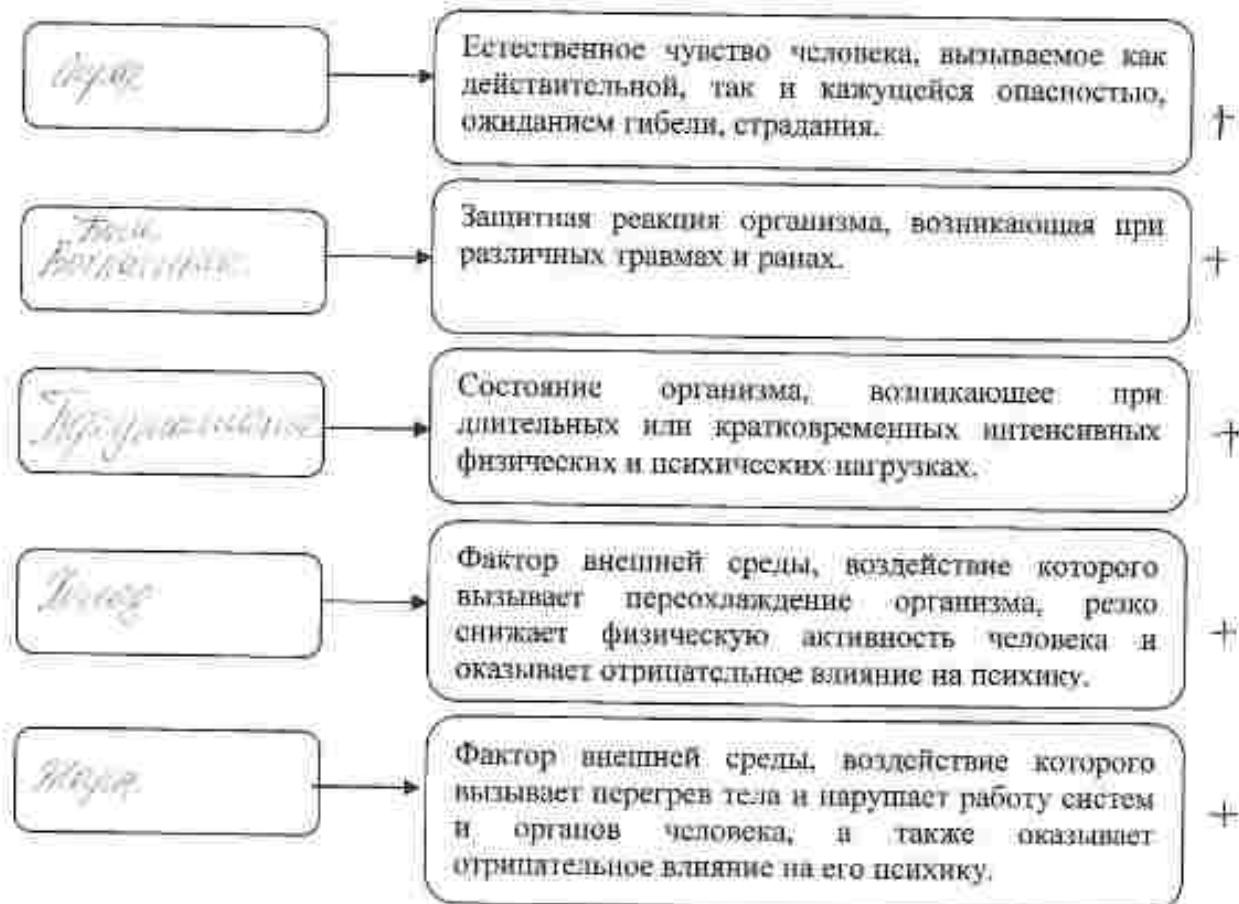 Страх
Естественное чувство человека, вызываемое как
действительной, так и кажущейся опасностью,
ожиданием гибели, страдания.
+
Боль
Защитная реакция организма, возникающая при
различных травмах и ранах.
+
Переутомление
Состояние организма, возникающее при
длительных или кратковременных интенсивных
физических и психических нагрузках.
+
Холод
Фактор внешней среды, воздействие которого
вызывает переохлаждение организма, резко
снижает физическую активность человека и
оказывает отрицательное влияние на психику.
+
Жара
Фактор внешней среды, воздействие которого
вызывает перегрев тела и нарушает работу систем
и органов человека, а также оказывает
отрицательное влияние на его психику.
+